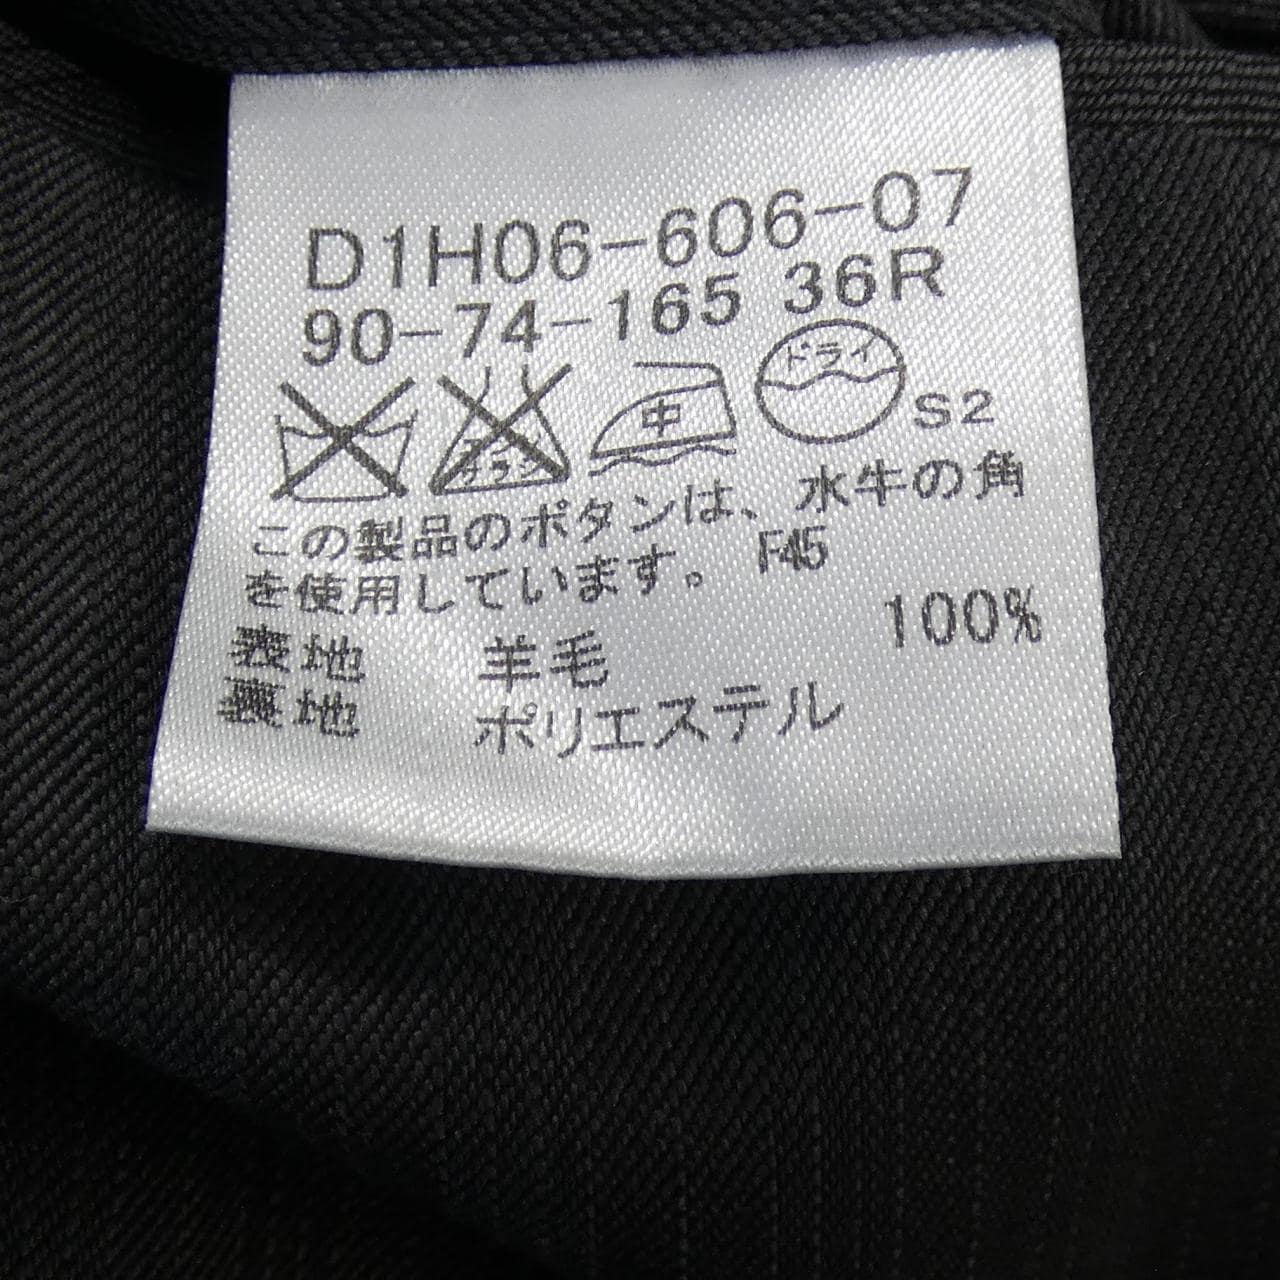 D1H06-606-07
90-74-165 36R
中 ドライ S2
この製品のボタンは、水牛の角
を使用しています。 F45
表地 羊毛 100%
裏地 ポリエステル